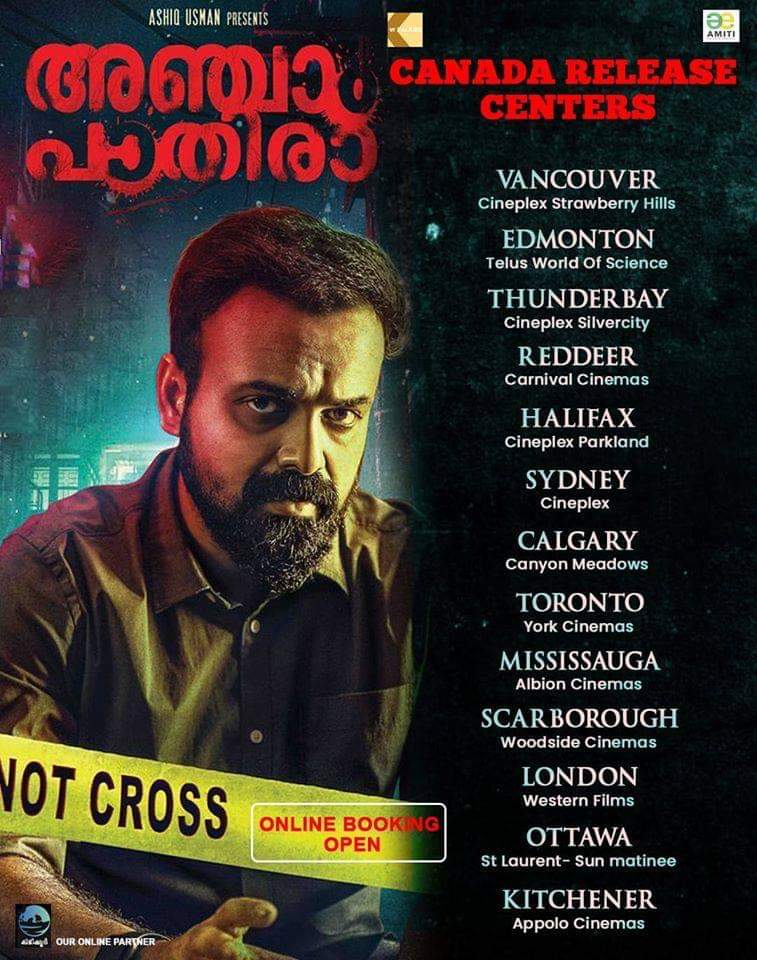 ASHIQ USMAN PRESENTS
അഞ്ചാം
പാതിരാ
AMITI
CANADA RELEASE
CENTERS
VANCOUVER
Cineplex Strawberry Hills
EDMONTON
Telus World Of Science
THUNDERBAY
Cineplex Silvercity
REDDEER
Carnival Cinemas
HALIFAX
Cineplex Parkland
SYDNEY
Cineplex
CALGARY
Canyon Meadows
TORONTO
York Cinemas
MISSISSAUGA
Albion Cinemas
SCARBOROUGH
Woodside Cinemas
LONDON
Western Films
OTTAWA
St Laurent- Sun matinee
KITCHENER
Appolo Cinemas
NOT CROSS
ONLINE BOOKING
OPEN
OUR ONLINE PARTNER